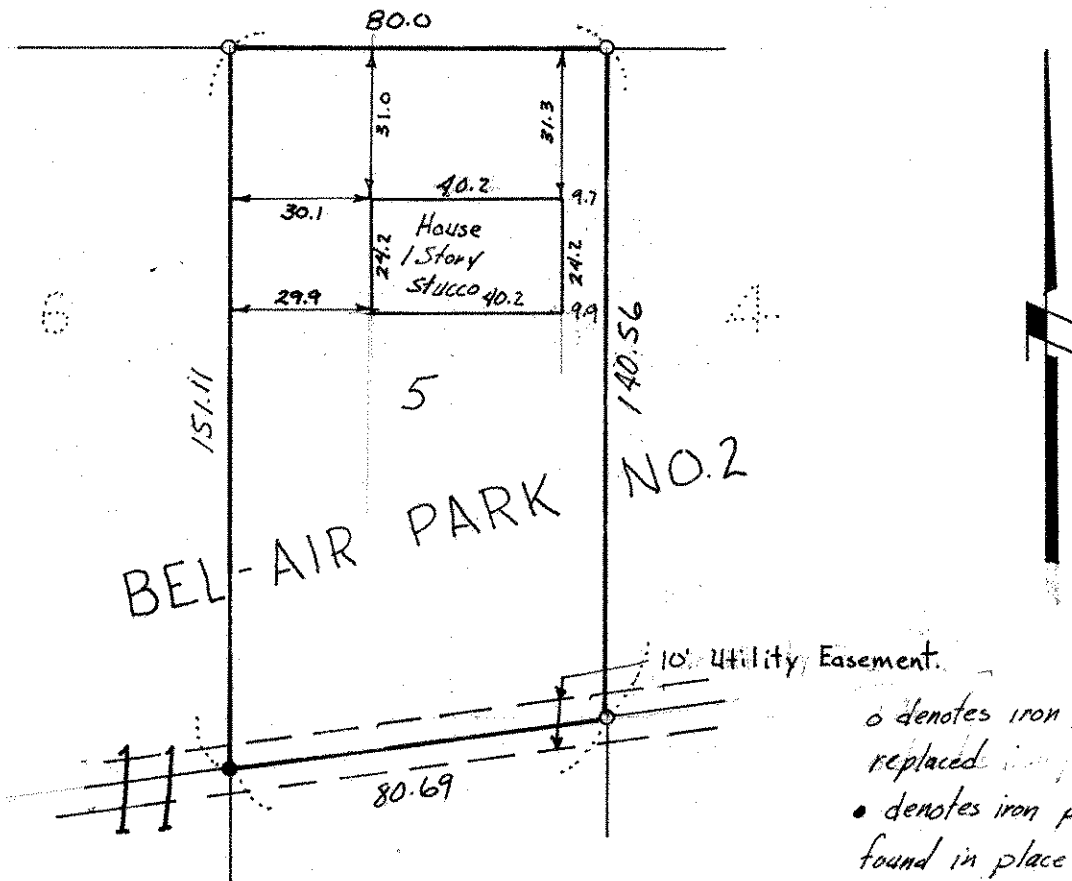 80.0
31.0
31.3
40.2
9.7
30.1
House
1 Story
stucco
24.2
24.2
40.2
29.9
9.9
6
4
151.11
5
140.56
BEL-AIR PARK NO.2
10' Utility Easement.
o denotes iron
replaced
• denotes iron
found in place
80.69
11